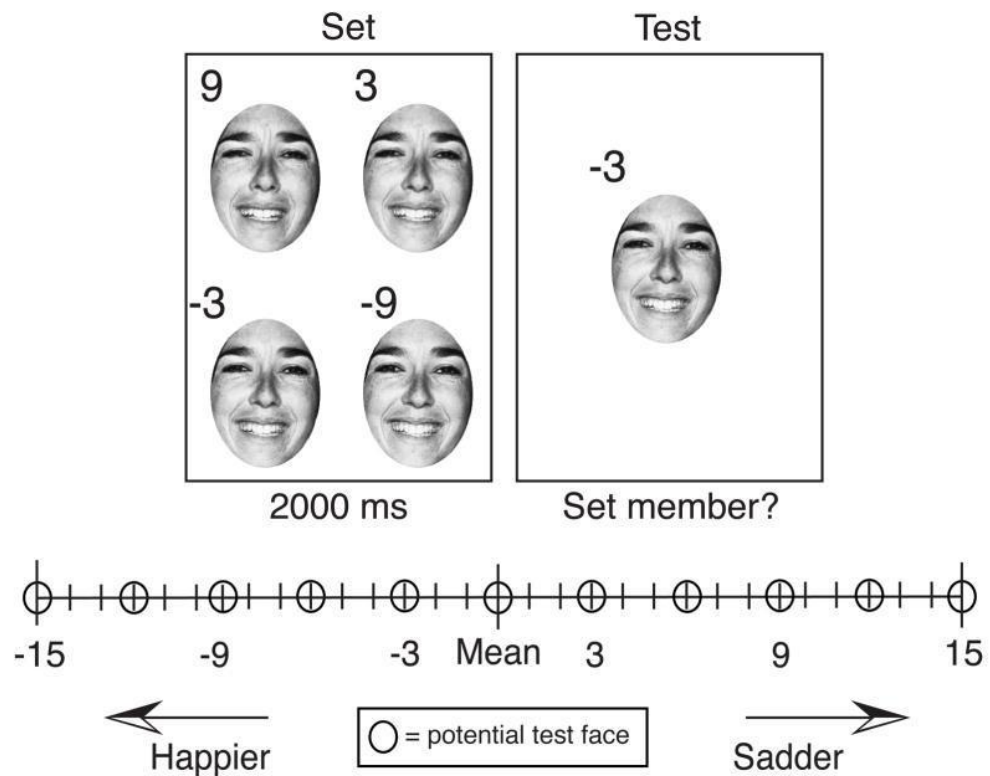 Set
Test
9
3
-3
-9
-3
2000 ms
Set member?
-15
-9
-3
Mean
3
9
15
Happier
= potential test face
Sadder